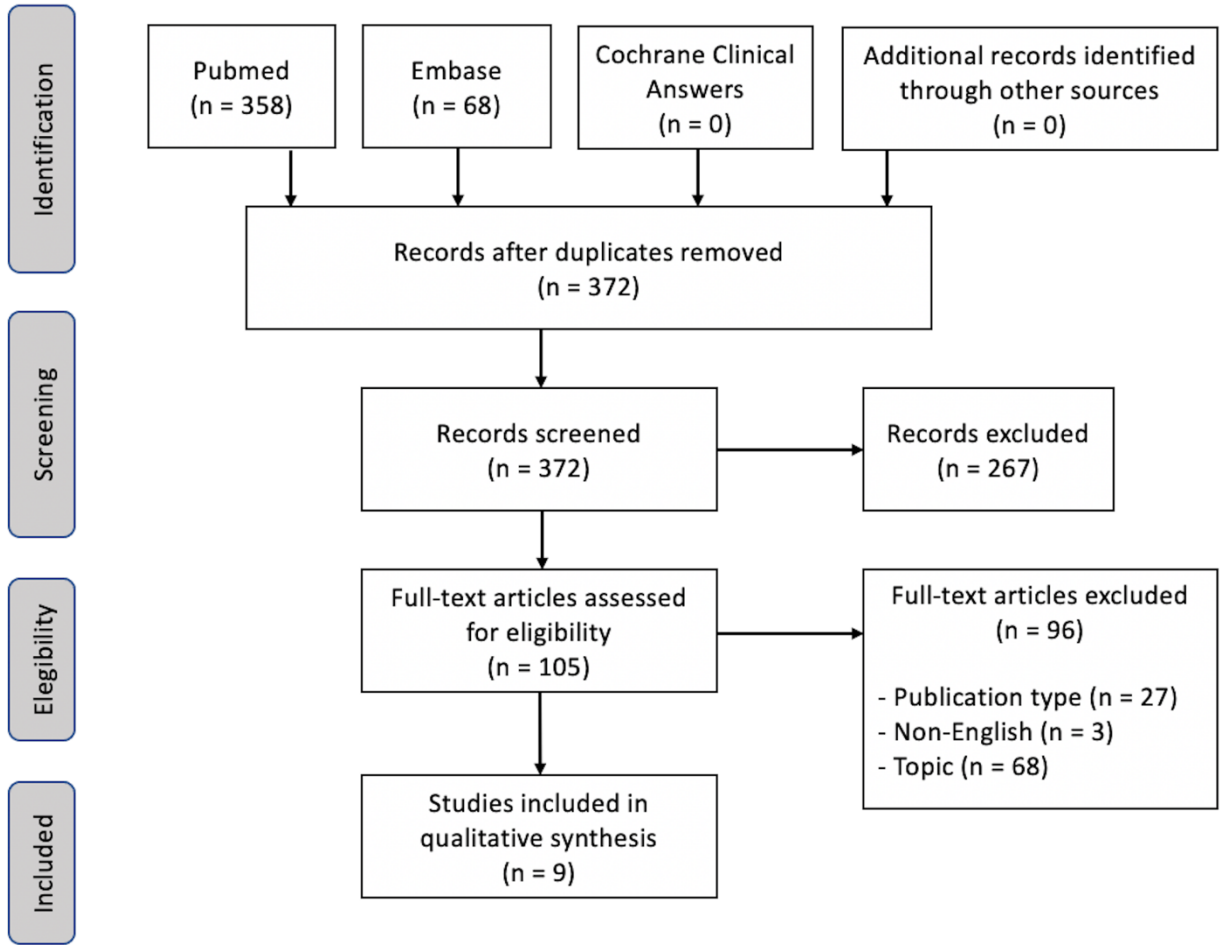 Identification
Pubmed
(n = 358)
Embase
(n = 68)
Cochrane Clinical
Answers
(n = 0)
Additional records identified
through other sources
(n = 0)
Records after duplicates removed
(n = 372)
Screening
Records screened
(n = 372)
Records excluded
(n = 267)
Elegibility
Full-text articles assessed
for eligibility
(n = 105)
Full-text articles excluded
(n = 96)
- Publication type (n = 27)
- Non-English (n = 3)
- Topic (n = 68)
Included
Studies included in
qualitative synthesis
(n = 9)